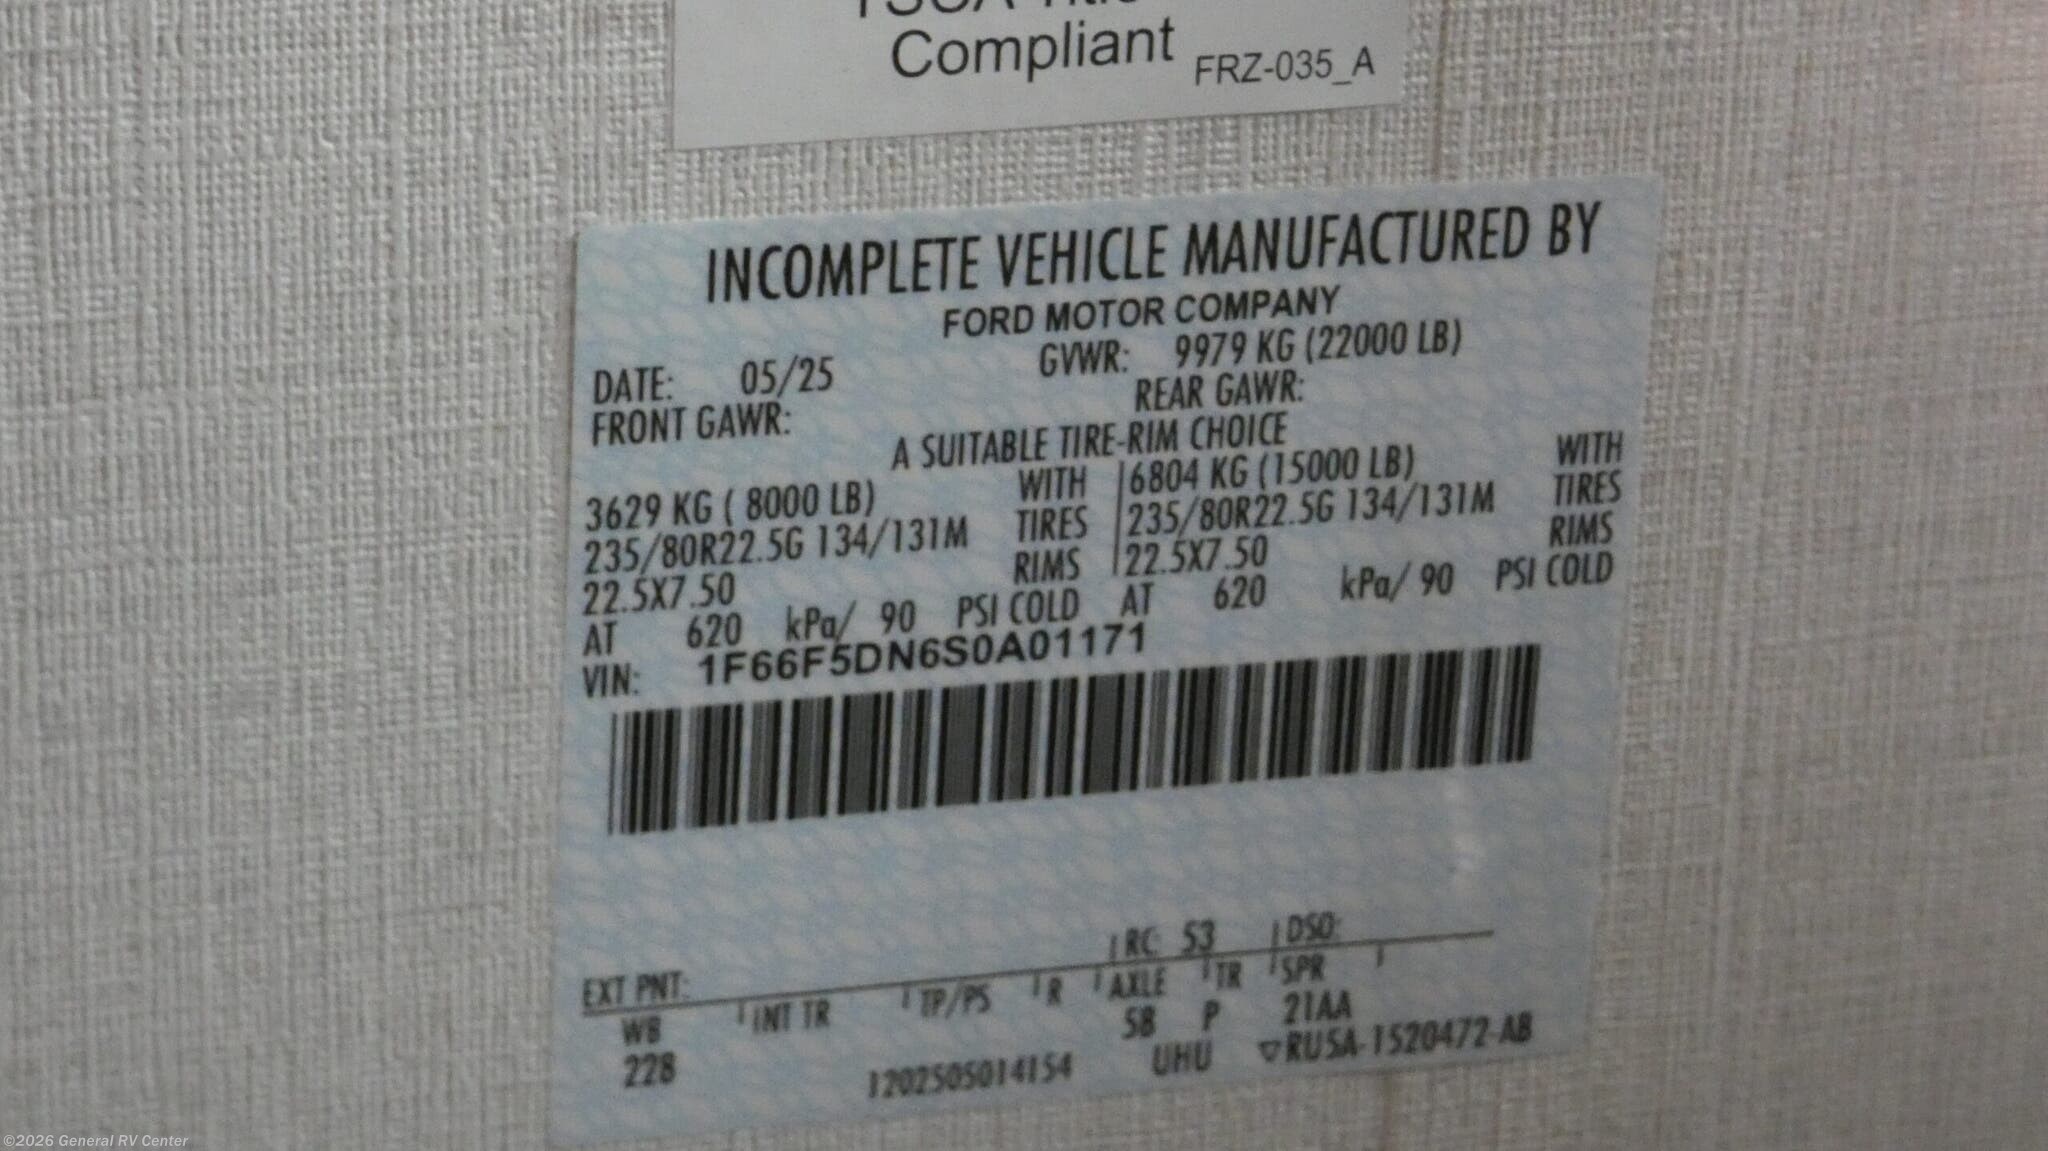 Compliant FRZ-035_A
INCOMPLETE VEHICLE MANUFACTURED BY
FORD MOTOR COMPANY
DATE: 05/25 GVWR: 9979 KG (22000 LB)
FRONT GAWR: REAR GAWR:
A SUITABLE TIRE-RIM CHOICE
3629 KG ( 8000 LB) WITH 6804 KG (15000 LB) WITH
235/80R22.5G 134/131M TIRES 235/80R22.5G 134/131M TIRES
22.5X7.50 RIMS 22.5X7.50 RIMS
AT 620 kPa/ 90 PSI COLD AT 620 kPa/ 90 PSI COLD
VIN: 1F66F5DN6S0A01171
EXT PNT: RC: 53 DSO:
WB INT TR TP/PS R AXLE TR SPR
228 58 P 21AA
1202505014154 UHU ▽RUSA-1520472-AB
©2026 General RV Center